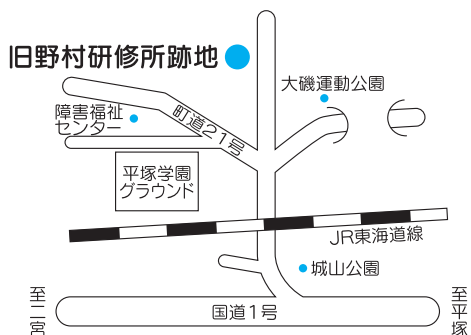 旧野村研修所跡地
大磯運動公園
障害福祉
センター
町道21号
平塚学園
グラウンド
JR東海道線
城山公園
至二宮
国道1号
至平塚